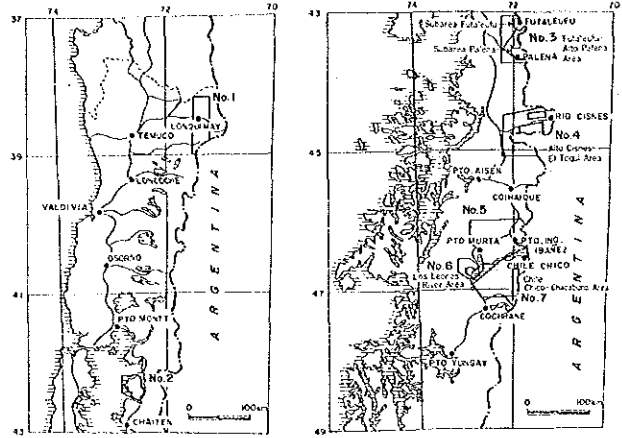 74
72
70
37
No.1
LONQUIMAY
TEMUCO
39
LONCOCHE
VALDIVIA
OSORNO
ARGENTINA
41
PTO MONTT
No.2
0 100km
CHAITEN
43
74
72
70
43
Subarea Futaleufu
FUTALEUFU
No.3 Futaleufu-
Alto Palena
Area
Subarea Palena
PALENA
RIO CISNES
No.4
Alto Cisnes-
El Toqui Area
45
PTO. AISEN
COIHAIQUE
No.5
PTO. ING.
IBAÑEZ
PTO MURTA
No.6
Los Leones
River Area
CHILE CHICO
Chile
Chico-Chacabuco Area
47
No.7
COCHRANE
ARGENTINA
PTO YUNGAY
0 100km
49